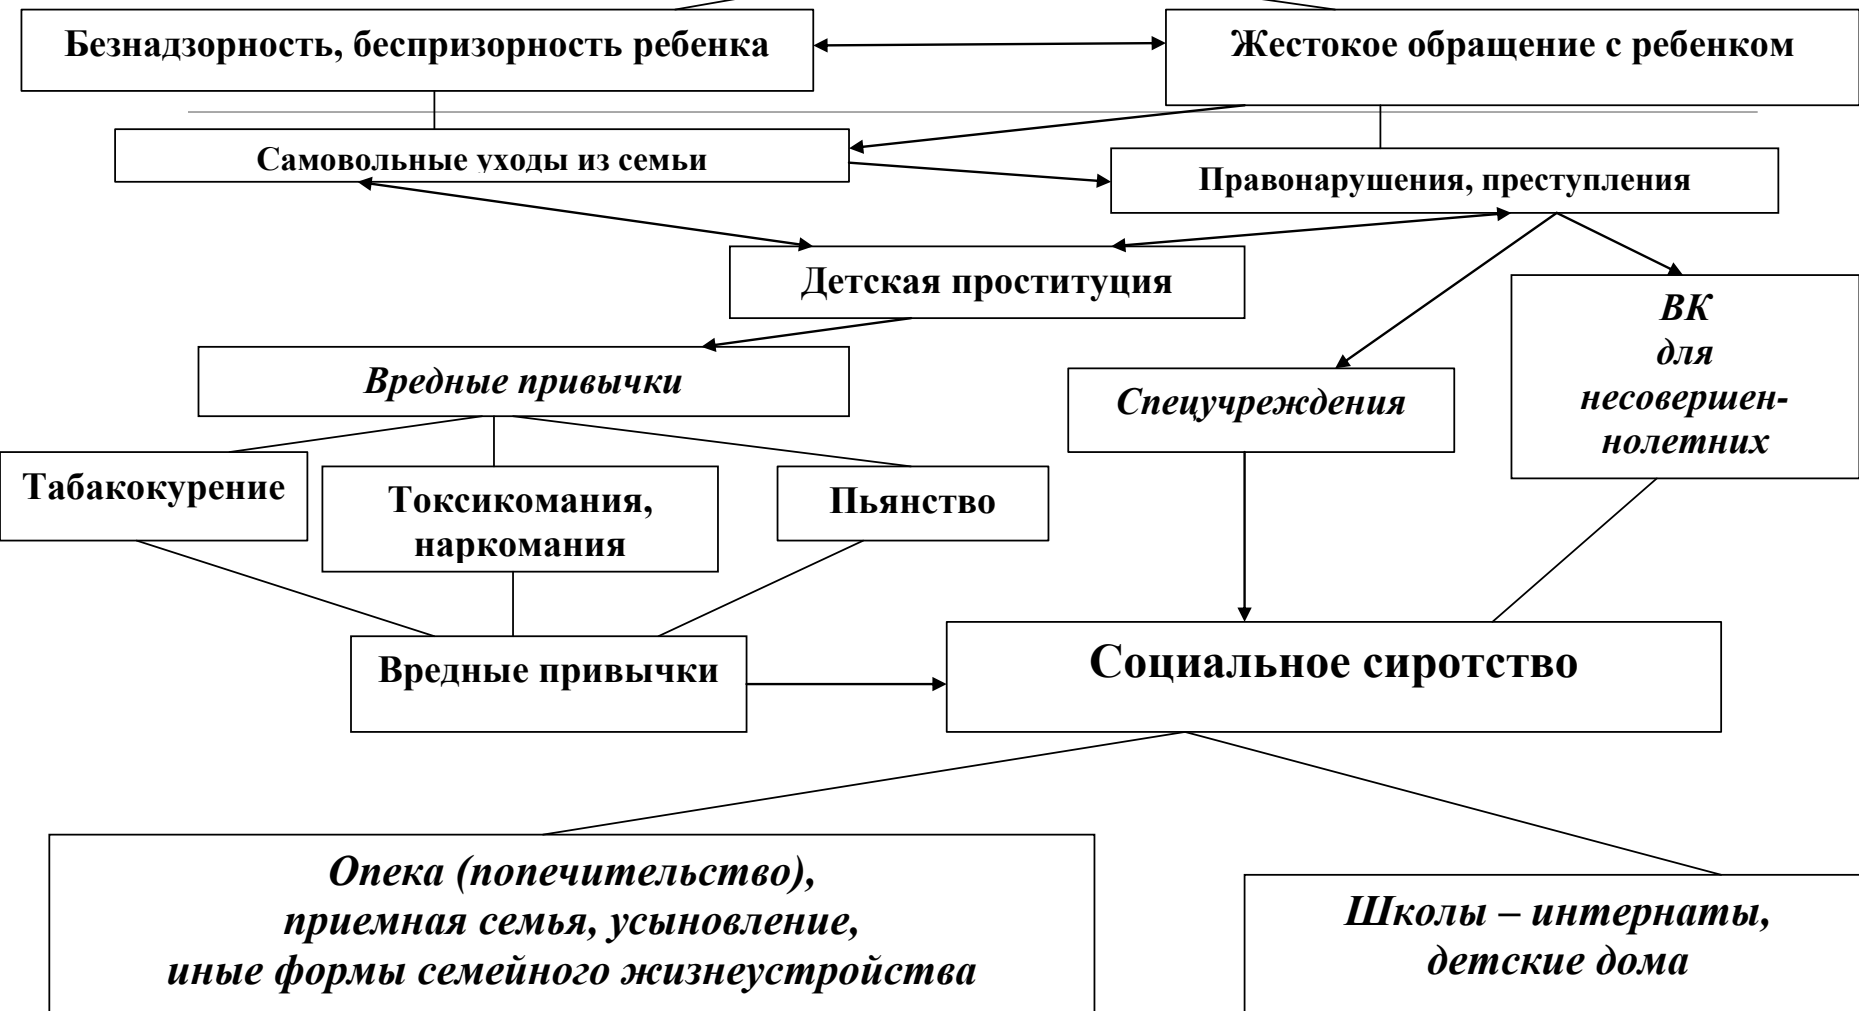 Безнадзорность, беспризорность ребенка
Жестокое обращение с ребенком
Самовольные уходы из семьи
Правонарушения, преступления
Детская проституция
ВК
для
несовершен-
нолетних
Вредные привычки
Спецучреждения
Табакокурение
Токсикомания,
наркомания
Пьянство
Вредные привычки
Социальное сиротство
Опека (попечительство),
приемная семья, усыновление,
иные формы семейного жизнеустройства
Школы – интернаты,
детские дома